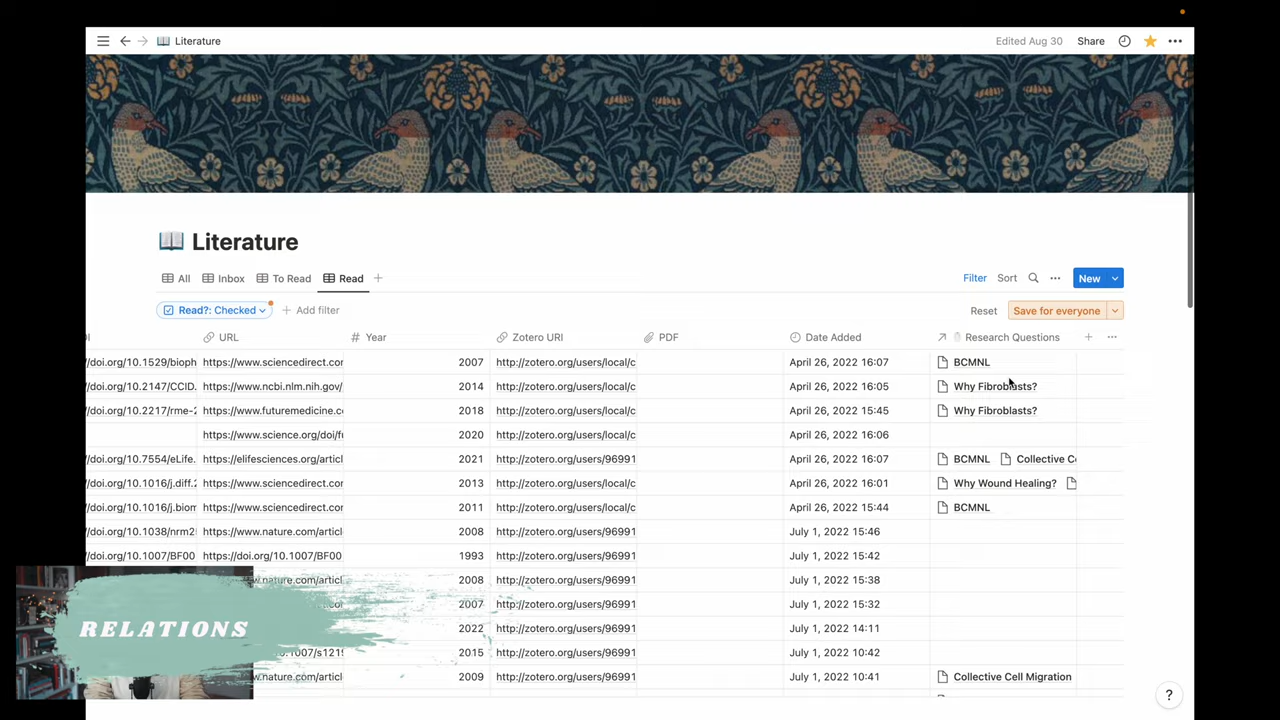 Literature
Edited Aug 30 Share
Literature
All Inbox To Read Read
Filter Sort New
Read?: Checked Add filter
Reset Save for everyone
OI URL # Year Zotero URI PDF Date Added Research Questions
/doi.org/10.1529/bioph https://www.sciencedirect.cor 2007 http://zotero.org/users/local/c April 26, 2022 16:07 BCMNL
/doi.org/10.2147/CCID. https://www.ncbi.nlm.nih.gov/ 2014 http://zotero.org/users/local/c April 26, 2022 16:05 Why Fibroblasts?
/doi.org/10.2217/rme-2 https://www.futuremedicine.c 2018 http://zotero.org/users/local/c April 26, 2022 15:45 Why Fibroblasts?
https://www.science.org/doi/fu 2020 http://zotero.org/users/local/c April 26, 2022 16:06
/doi.org/10.7554/eLife. https://elifesciences.org/articl 2021 http://zotero.org/users/96991 April 26, 2022 16:07 BCMNL Collective Ce
/doi.org/10.1016/j.diff.2 https://www.sciencedirect.cor 2013 http://zotero.org/users/local/c April 26, 2022 16:01 Why Wound Healing?
/doi.org/10.1016/j.biom https://www.sciencedirect.cor 2011 http://zotero.org/users/local/c April 26, 2022 15:44 BCMNL
/doi.org/10.1038/nrm2 https://www.nature.com/articl 2008 http://zotero.org/users/96991 July 1, 2022 15:46
/doi.org/10.1007/BF00 https://doi.org/10.1007/BF00 1993 http://zotero.org/users/96991 July 1, 2022 15:42
w.nature.com/articl 2008 http://zotero.org/users/96991 July 1, 2022 15:38
2007 http://zotero.org/users/96991 July 1, 2022 15:32
2022 http://zotero.org/users/96991 July 1, 2022 14:11
.1007/s1215 2015 http://zotero.org/users/96991 July 1, 2022 10:42
w.nature.com/articl 2009 http://zotero.org/users/96991 July 1, 2022 10:41 Collective Cell Migration
RELATIONS
?